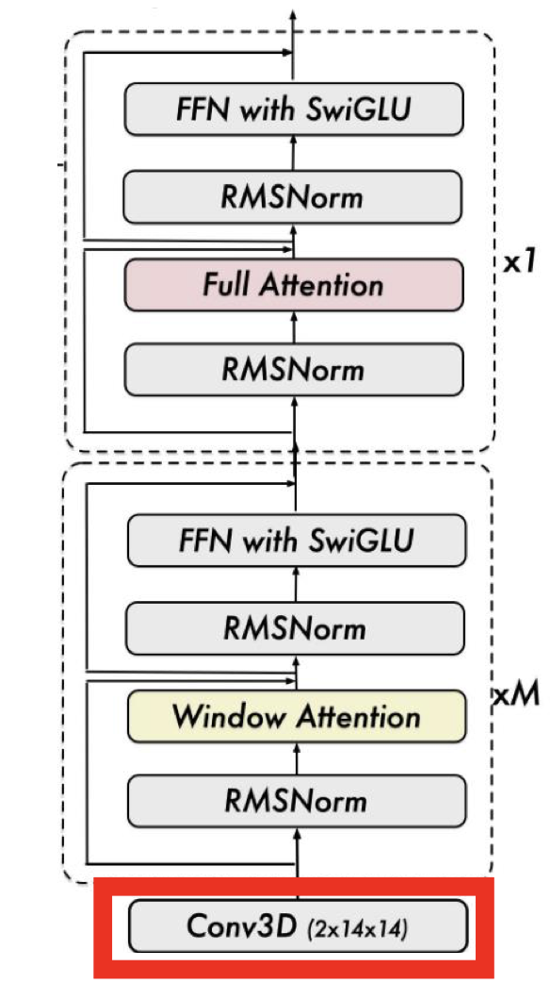 FFN with SwiGLU
RMSNorm
x1
Full Attention
RMSNorm
FFN with SwiGLU
RMSNorm
xM
Window Attention
RMSNorm
Conv3D (2x14x14)